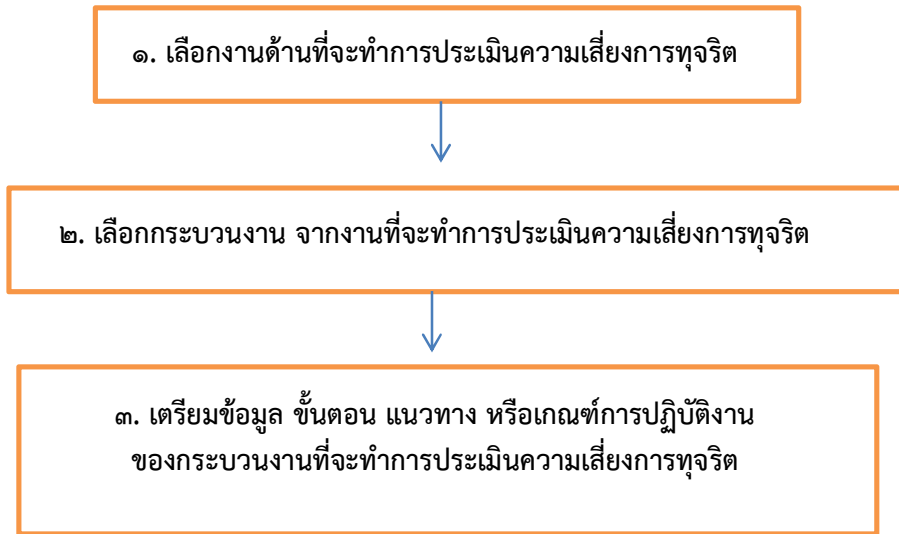 ๑. เลือกงานด้านที่จะทำการประเมินความเสี่ยงการทุจริต
๒. เลือกกระบวนงาน จากงานที่จะทำการประเมินความเสี่ยงการทุจริต
๓. เตรียมข้อมูล ขั้นตอน แนวทาง หรือเกณฑ์การปฏิบัติงาน
ของกระบวนงานที่จะทำการประเมินความเสี่ยงการทุจริต